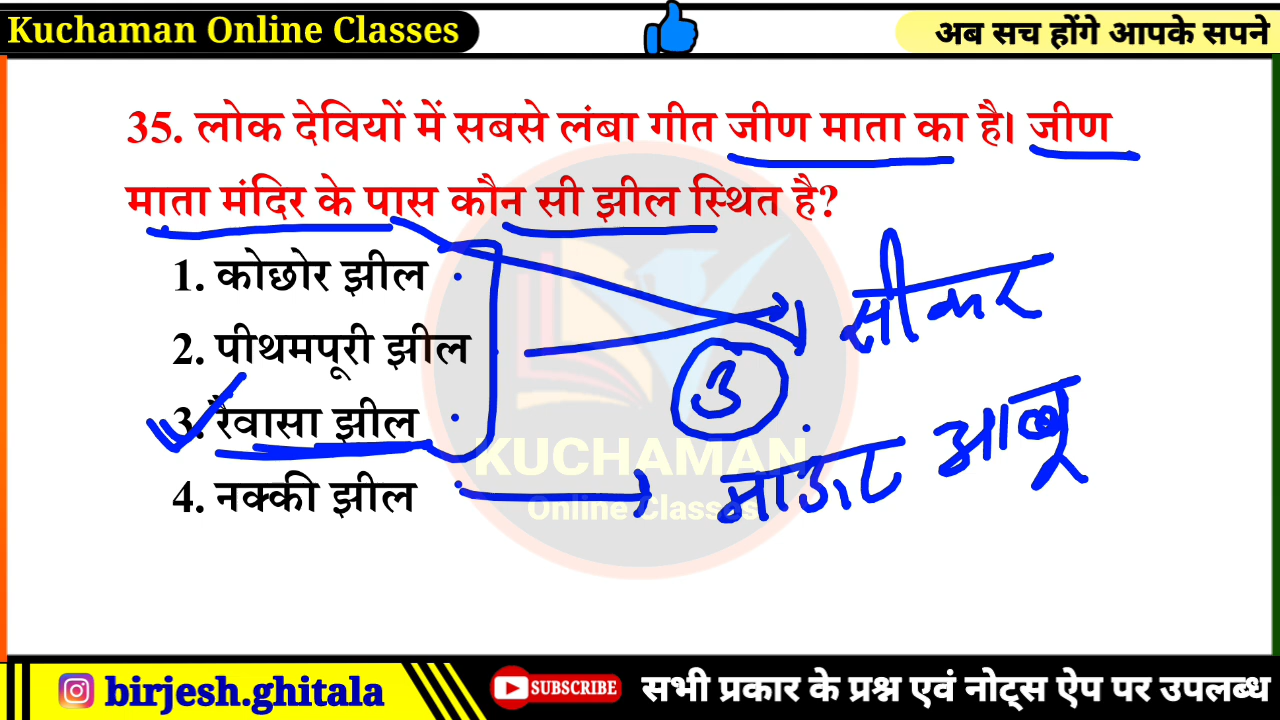 Kuchaman Online Classes
अब सच होंगे आपके सपने
35. लोक देवियों में सबसे लंबा गीत जीण माता का है। जीण
माता मंदिर के पास कौन सी झील स्थित है?
1. कोछोर झील
2. पीथमपूरी झील
3. रैवासा झील
4. नक्की झील
सीकर
3
माउंट आबू
KUCHAMAN
Online Classes
birjesh.ghitala
SUBSCRIBE
सभी प्रकार के प्रश्न एवं नोट्स ऐप पर उपलब्ध